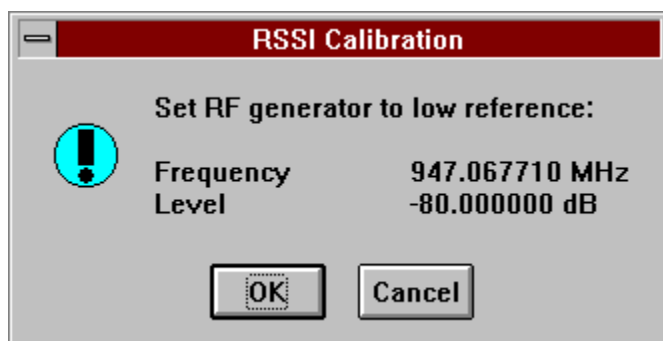 RSSI Calibration
Set RF generator to low reference:
Frequency 947.067710 MHz
Level -80.000000 dB
OK Cancel